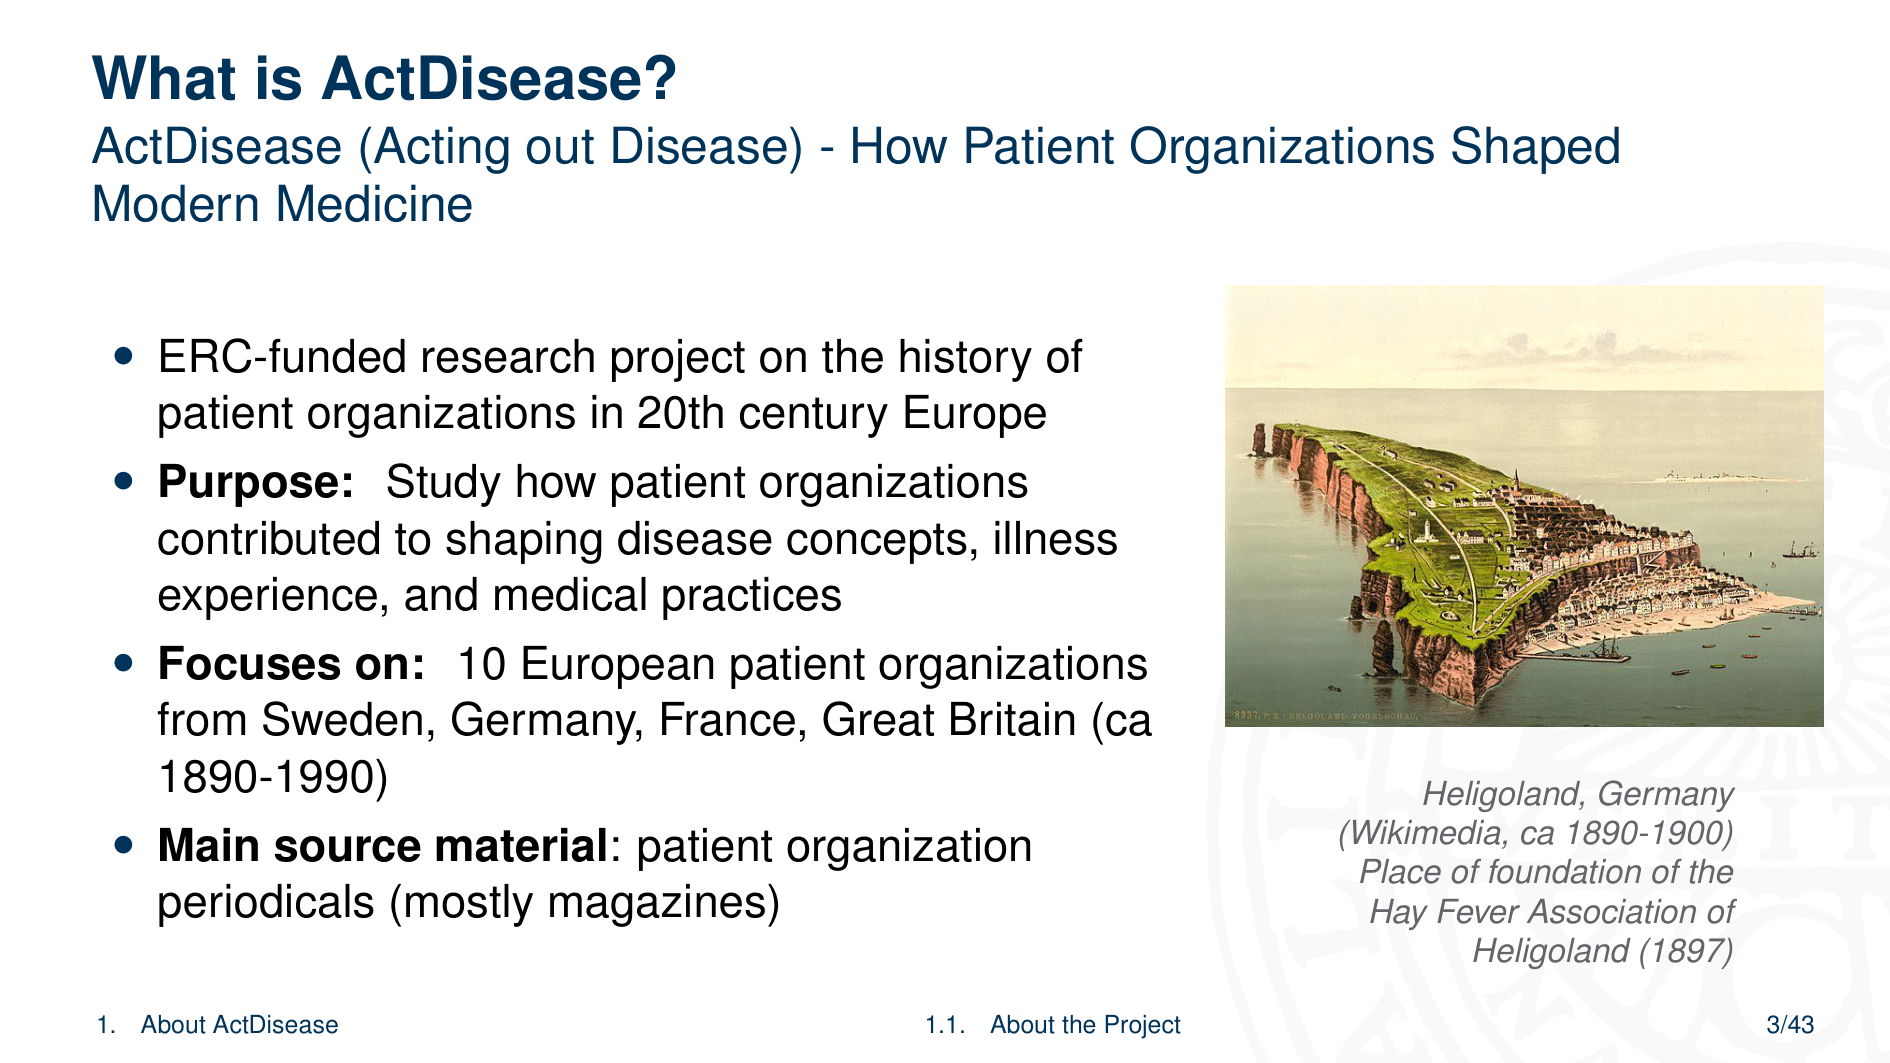 What is ActDisease?
ActDisease (Acting out Disease) - How Patient Organizations Shaped
Modern Medicine
• ERC-funded research project on the history of
patient organizations in 20th century Europe
• Purpose: Study how patient organizations
contributed to shaping disease concepts, illness
experience, and medical practices
• Focuses on: 10 European patient organizations
from Sweden, Germany, France, Great Britain (ca
1890-1990)
• Main source material: patient organization
periodicals (mostly magazines)
8337. P. Z - HELGOLAND VOGELSCHAU.
Heligoland, Germany
(Wikimedia, ca 1890-1900)
Place of foundation of the
Hay Fever Association of
Heligoland (1897)
1. About ActDisease
1.1. About the Project
3/43